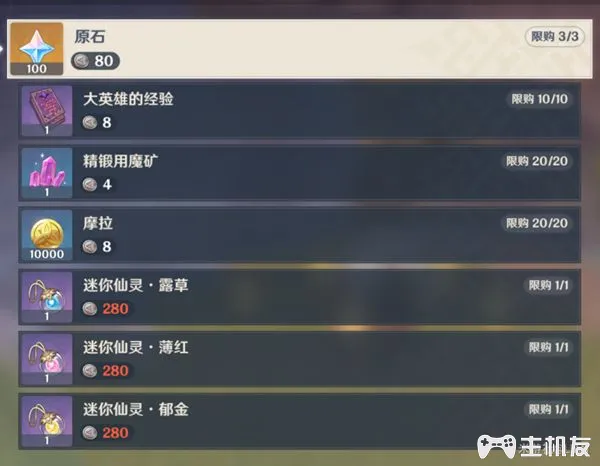 原石
限购 3/3
100
80
大英雄的经验
限购 10/10
1
8
精锻用魔矿
限购 20/20
1
4
摩拉
限购 20/20
10000
8
迷你仙灵·露草
限购 1/1
1
280
迷你仙灵·薄红
限购 1/1
1
280
迷你仙灵·郁金
限购 1/1
1
280
主机友